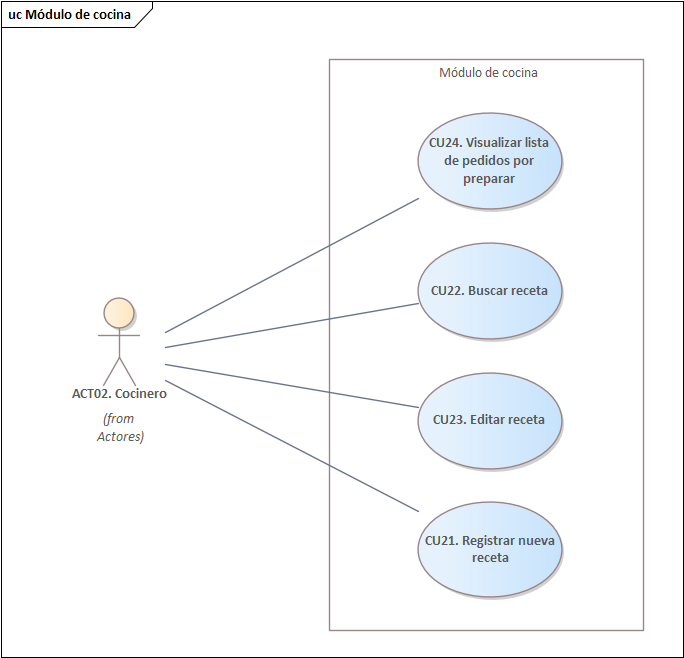 uc Módulo de cocina
Módulo de cocina
CU24. Visualizar lista
de pedidos por
preparar
CU22. Buscar receta
ACT02. Cocinero
(from
Actores)
CU23. Editar receta
CU21. Registrar nueva
receta